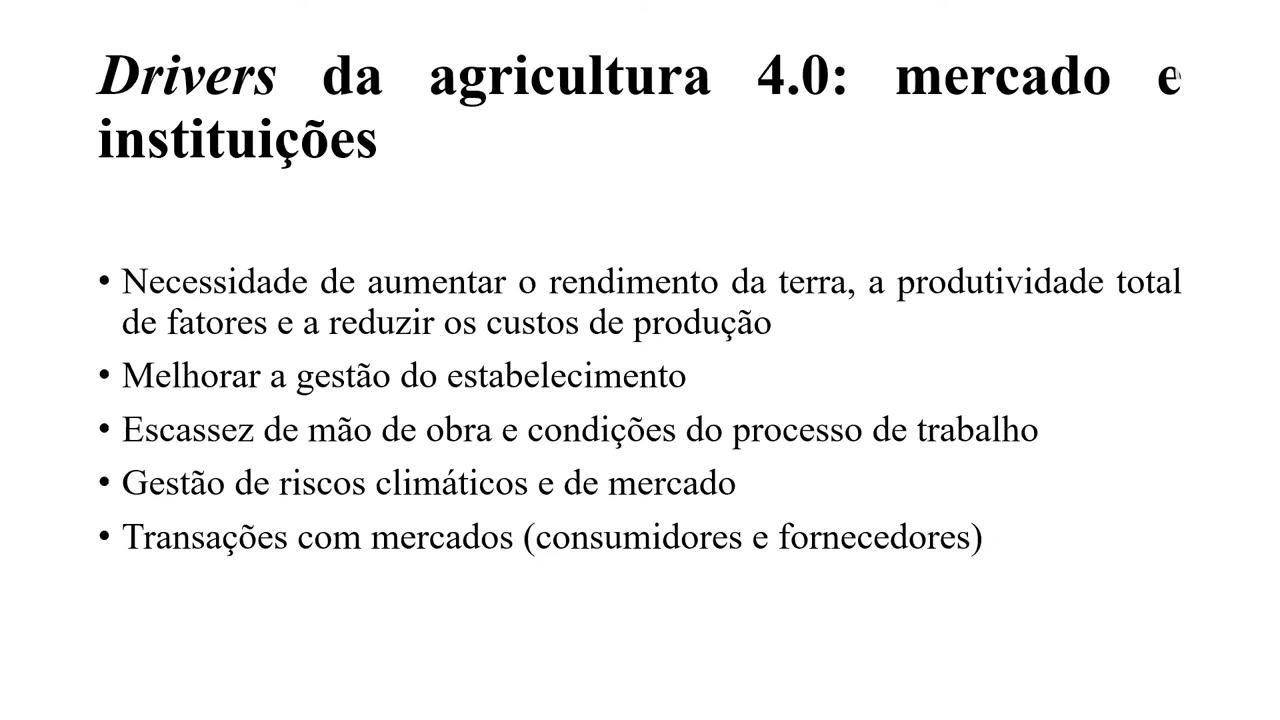 Drivers da agricultura 4.0: mercado e
instituições
• Necessidade de aumentar o rendimento da terra, a produtividade total
de fatores e a reduzir os custos de produção
• Melhorar a gestão do estabelecimento
• Escassez de mão de obra e condições do processo de trabalho
• Gestão de riscos climáticos e de mercado
• Transações com mercados (consumidores e fornecedores)